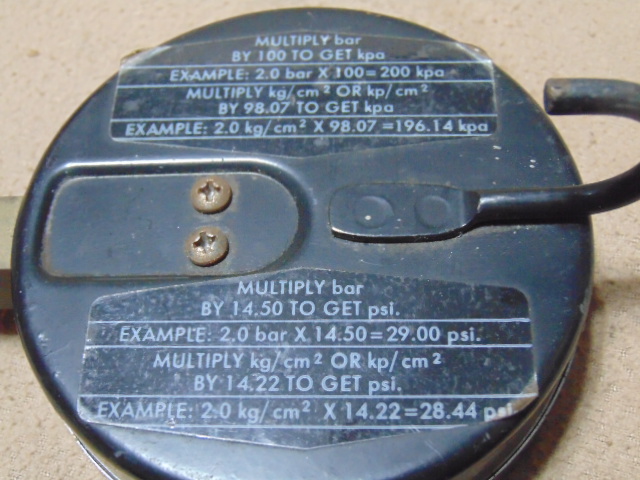 MULTIPLY bar
BY 100 TO GET kpa
EXAMPLE: 2.0 bar X 100=200 kpa
MULTIPLY kg/cm² OR kp/cm²
BY 98.07 TO GET kpa
EXAMPLE: 2.0 kg/cm² X 98.07=196.14 kpa
MULTIPLY bar
BY 14.50 TO GET psi.
EXAMPLE: 2.0 bar X 14.50=29.00 psi.
MULTIPLY kg/cm² OR kp/cm²
BY 14.22 TO GET psi.
EXAMPLE: 2.0 kg/cm² X 14.22=28.44 psi